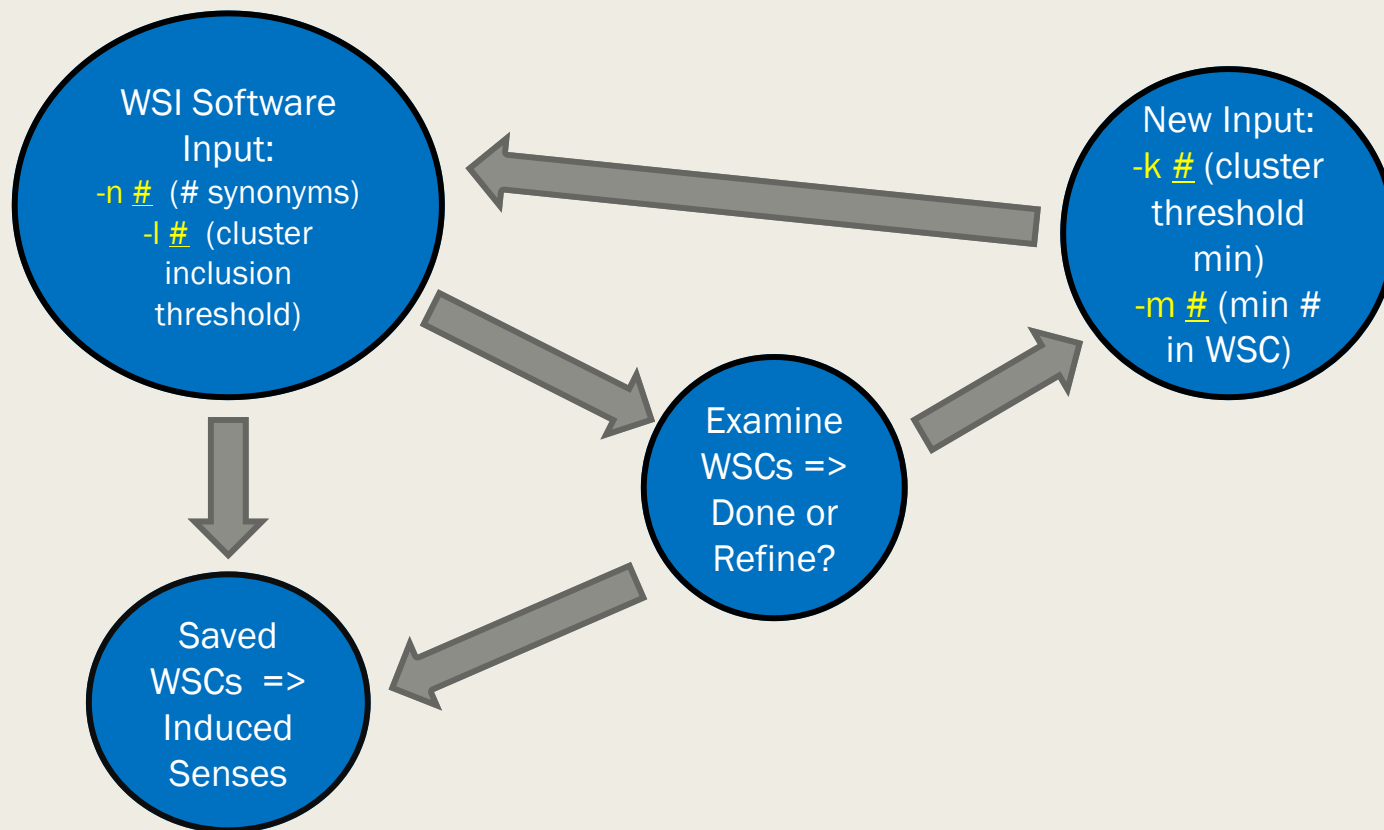 WSI Software
Input:
-n # (# synonyms)
-l # (cluster
inclusion
threshold)
New Input:
-k # (cluster
threshold
min)
-m # (min #
in WSC)
Examine
WSCs =>
Done or
Refine?
Saved
WSCs =>
Induced
Senses